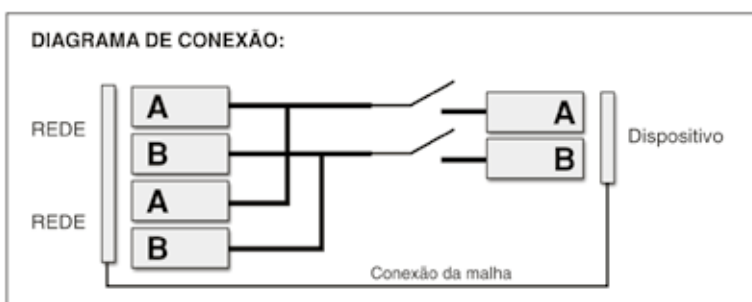 DIAGRAMA DE CONEXÃO:
A
REDE
B
A
REDE
B
A
B
Dispositivo
Conexão da malha